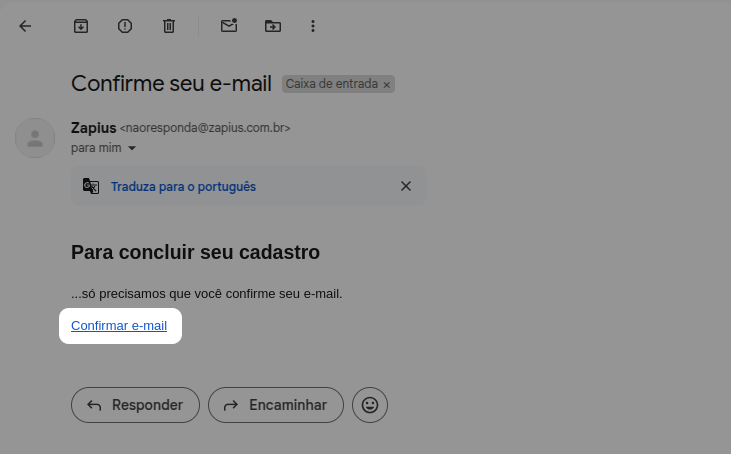 Confirme seu e-mail Caixa de entrada ×
Zapius <naoresponda@zapius.com.br>
para mim
Traduza para o português
Para concluir seu cadastro
...só precisamos que você confirme seu e-mail.
Confirmar e-mail
Responder Encaminhar